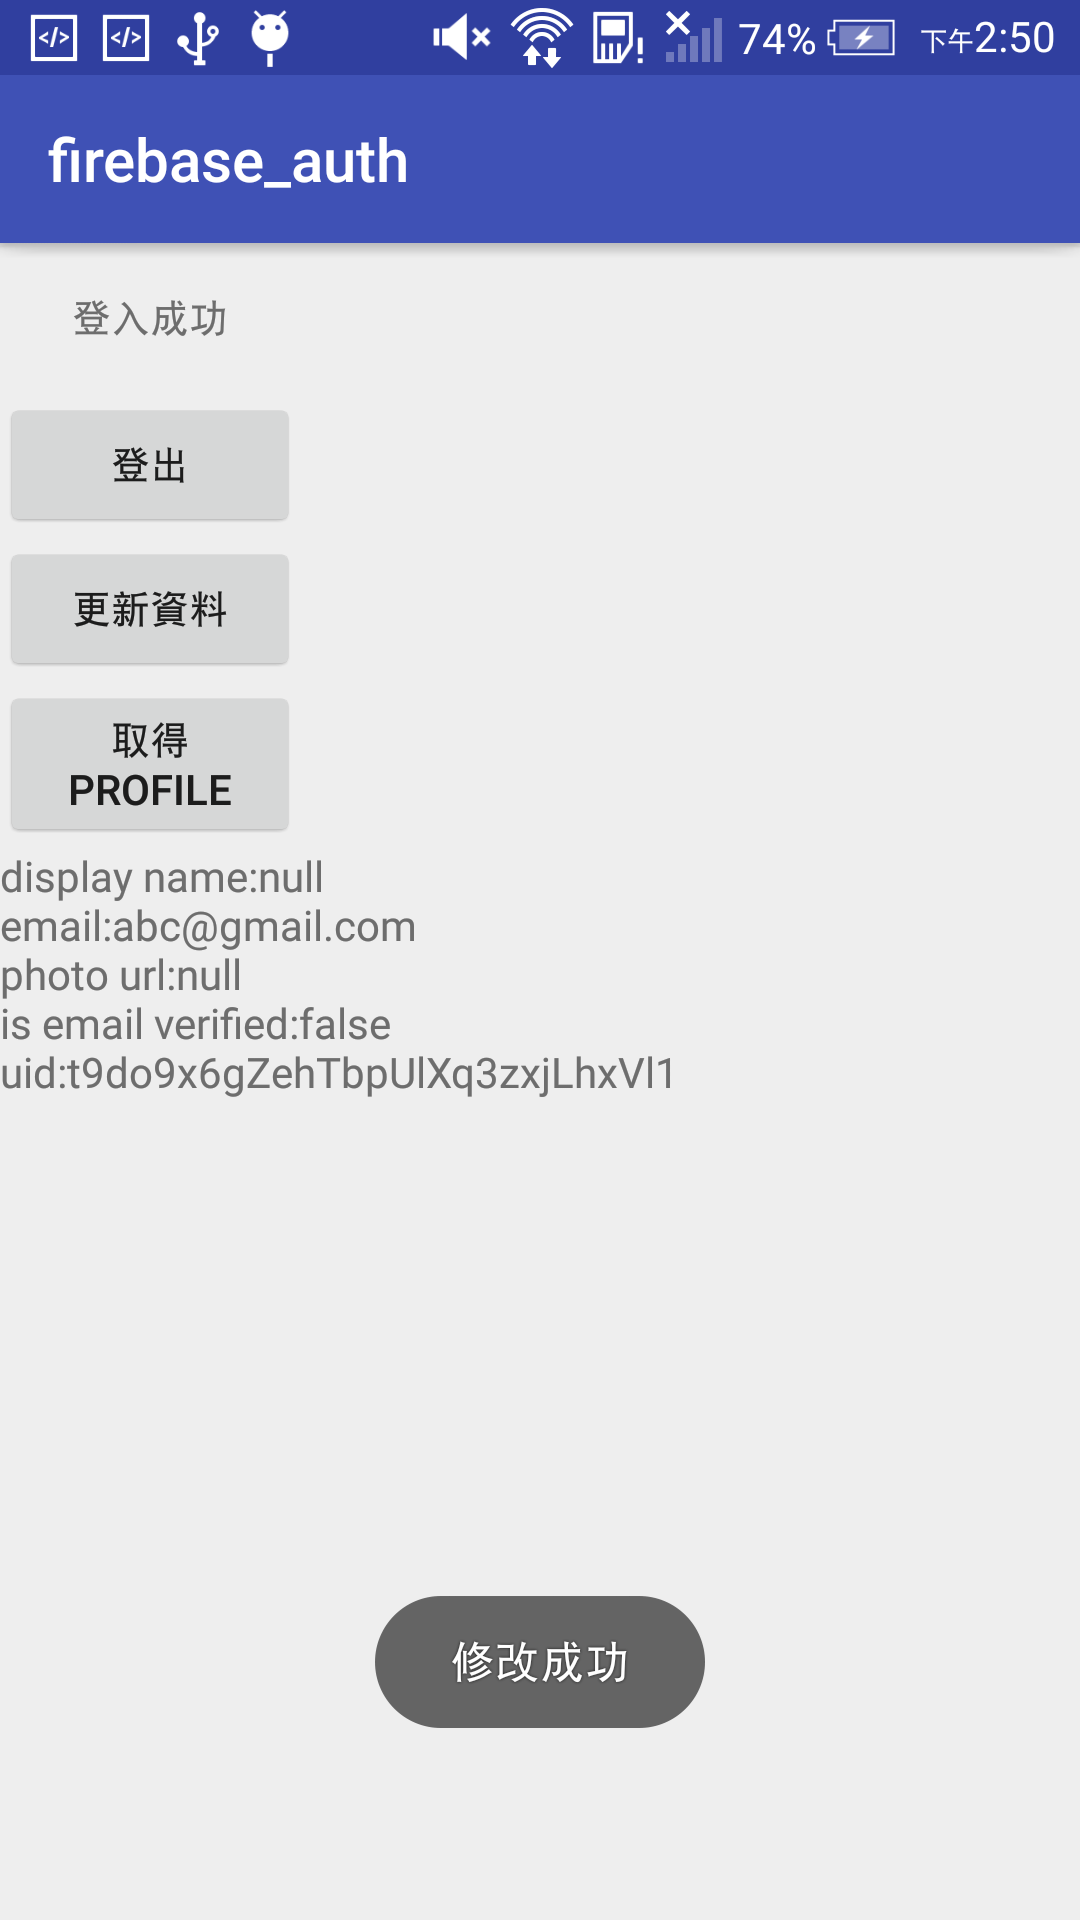 74% 下午2:50
firebase_auth
登入成功
登出
更新資料
取得
PROFILE
display name:null
email:abc@gmail.com
photo url:null
is email verified:false
uid:t9do9x6gZehTbpUlXq3zxjLhxVl1
修改成功